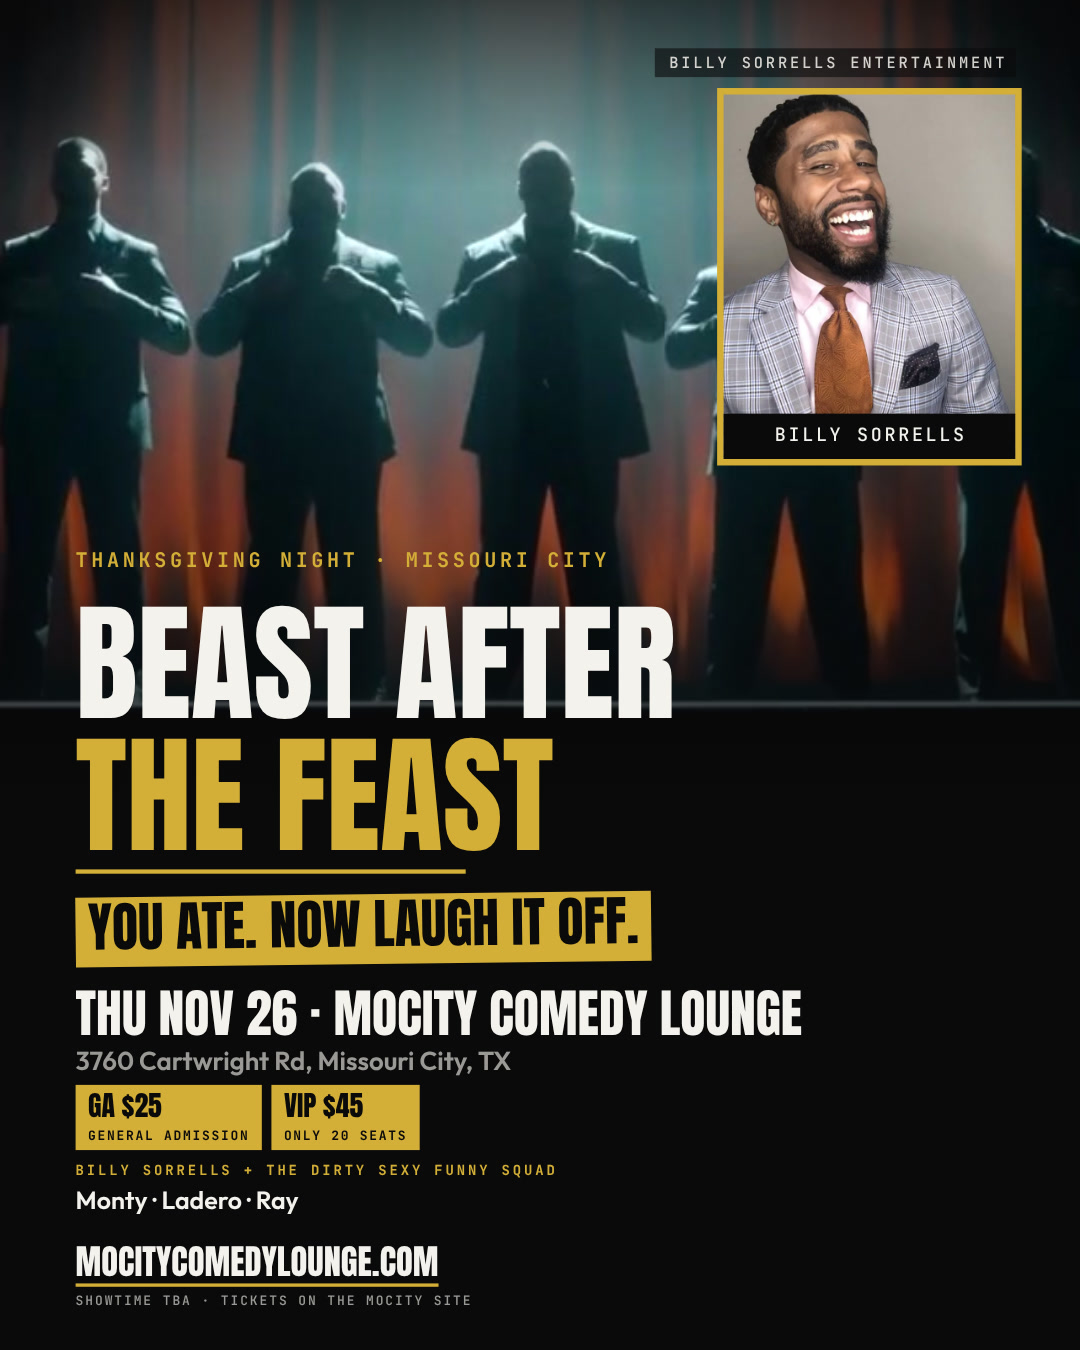 BILLY SORRELLS ENTERTAINMENT
BILLY SORRELLS
THANKSGIVING NIGHT · MISSOURI CITY
BEAST AFTER
THE FEAST
YOU ATE. NOW LAUGH IT OFF.
THU NOV 26 · MOCITY COMEDY LOUNGE
3760 Cartwright Rd, Missouri City, TX
GA $25
GENERAL ADMISSION
VIP $45
ONLY 20 SEATS
BILLY SORRELLS + THE DIRTY SEXY FUNNY SQUAD
Monty · Ladero · Ray
MOCITYCOMEDYLOUNGE.COM
SHOWTIME TBA · TICKETS ON THE MOCITY SITE